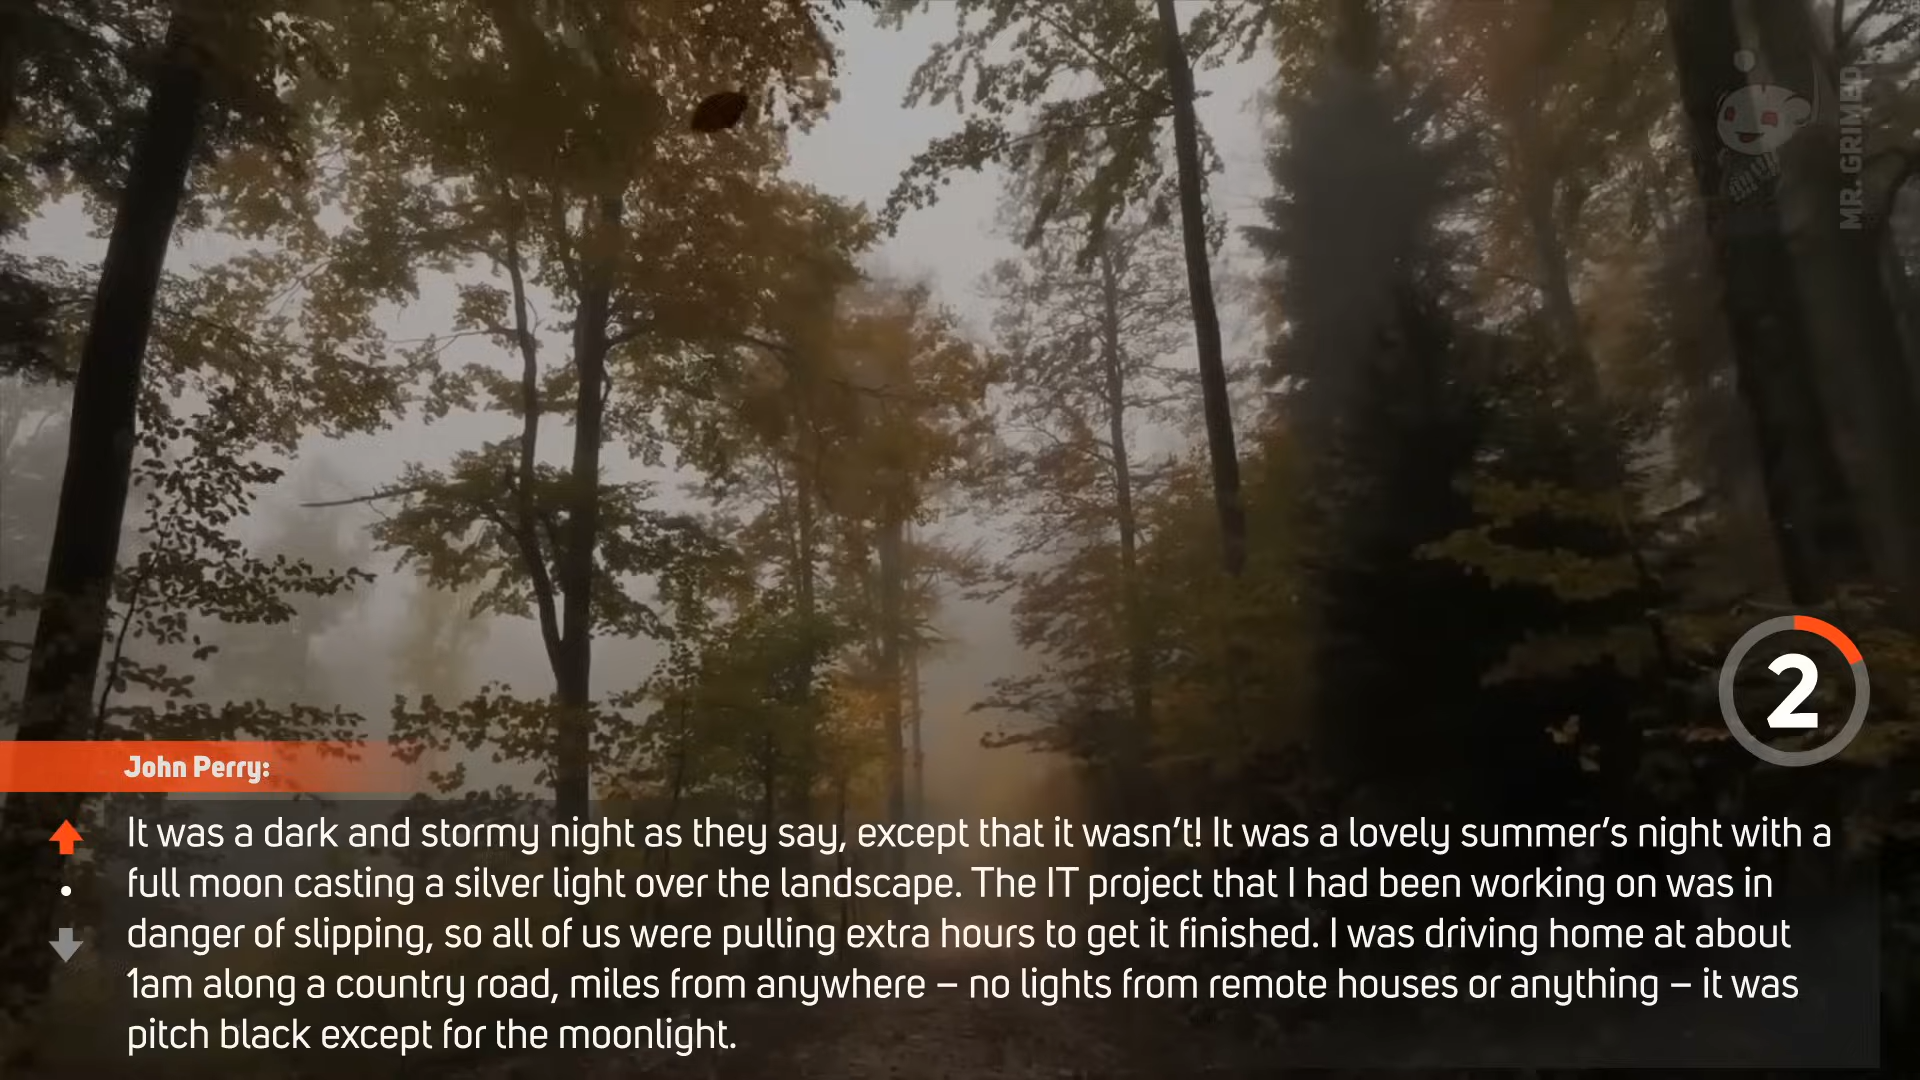 MR. GRIMER
2
John Perry:
It was a dark and stormy night as they say, except that it wasn’t! It was a lovely summer’s night with a
full moon casting a silver light over the landscape. The IT project that I had been working on was in
danger of slipping, so all of us were pulling extra hours to get it finished. I was driving home at about
1am along a country road, miles from anywhere – no lights from remote houses or anything – it was
pitch black except for the moonlight.